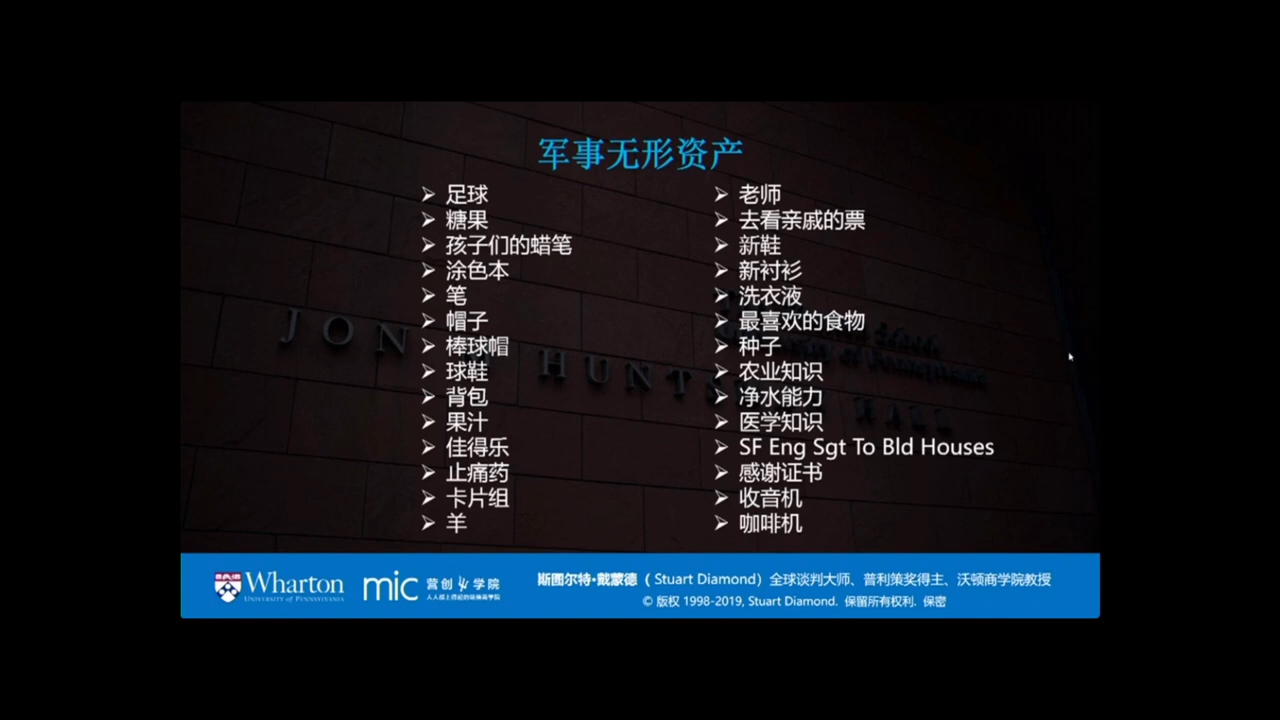 军事无形资产
足球
糖果
孩子们的蜡笔
涂色本
笔
帽子
棒球帽
球鞋
背包
果汁
佳得乐
止痛药
卡片组
羊
老师
去看亲戚的票
新鞋
新衬衫
洗衣液
最喜欢的食物
种子
农业知识
净水能力
医学知识
SF Eng Sgt To Bld Houses
感谢证书
收音机
咖啡机
JON HUNTS HALL
Wharton
UNIVERSITY OF PENNSYLVANIA
mic 营创学院
斯图尔特•戴蒙德（Stuart Diamond）全球谈判大师、普利策奖得主、沃顿商学院教授
© 版权 1998-2019, Stuart Diamond. 保留所有权利. 保密